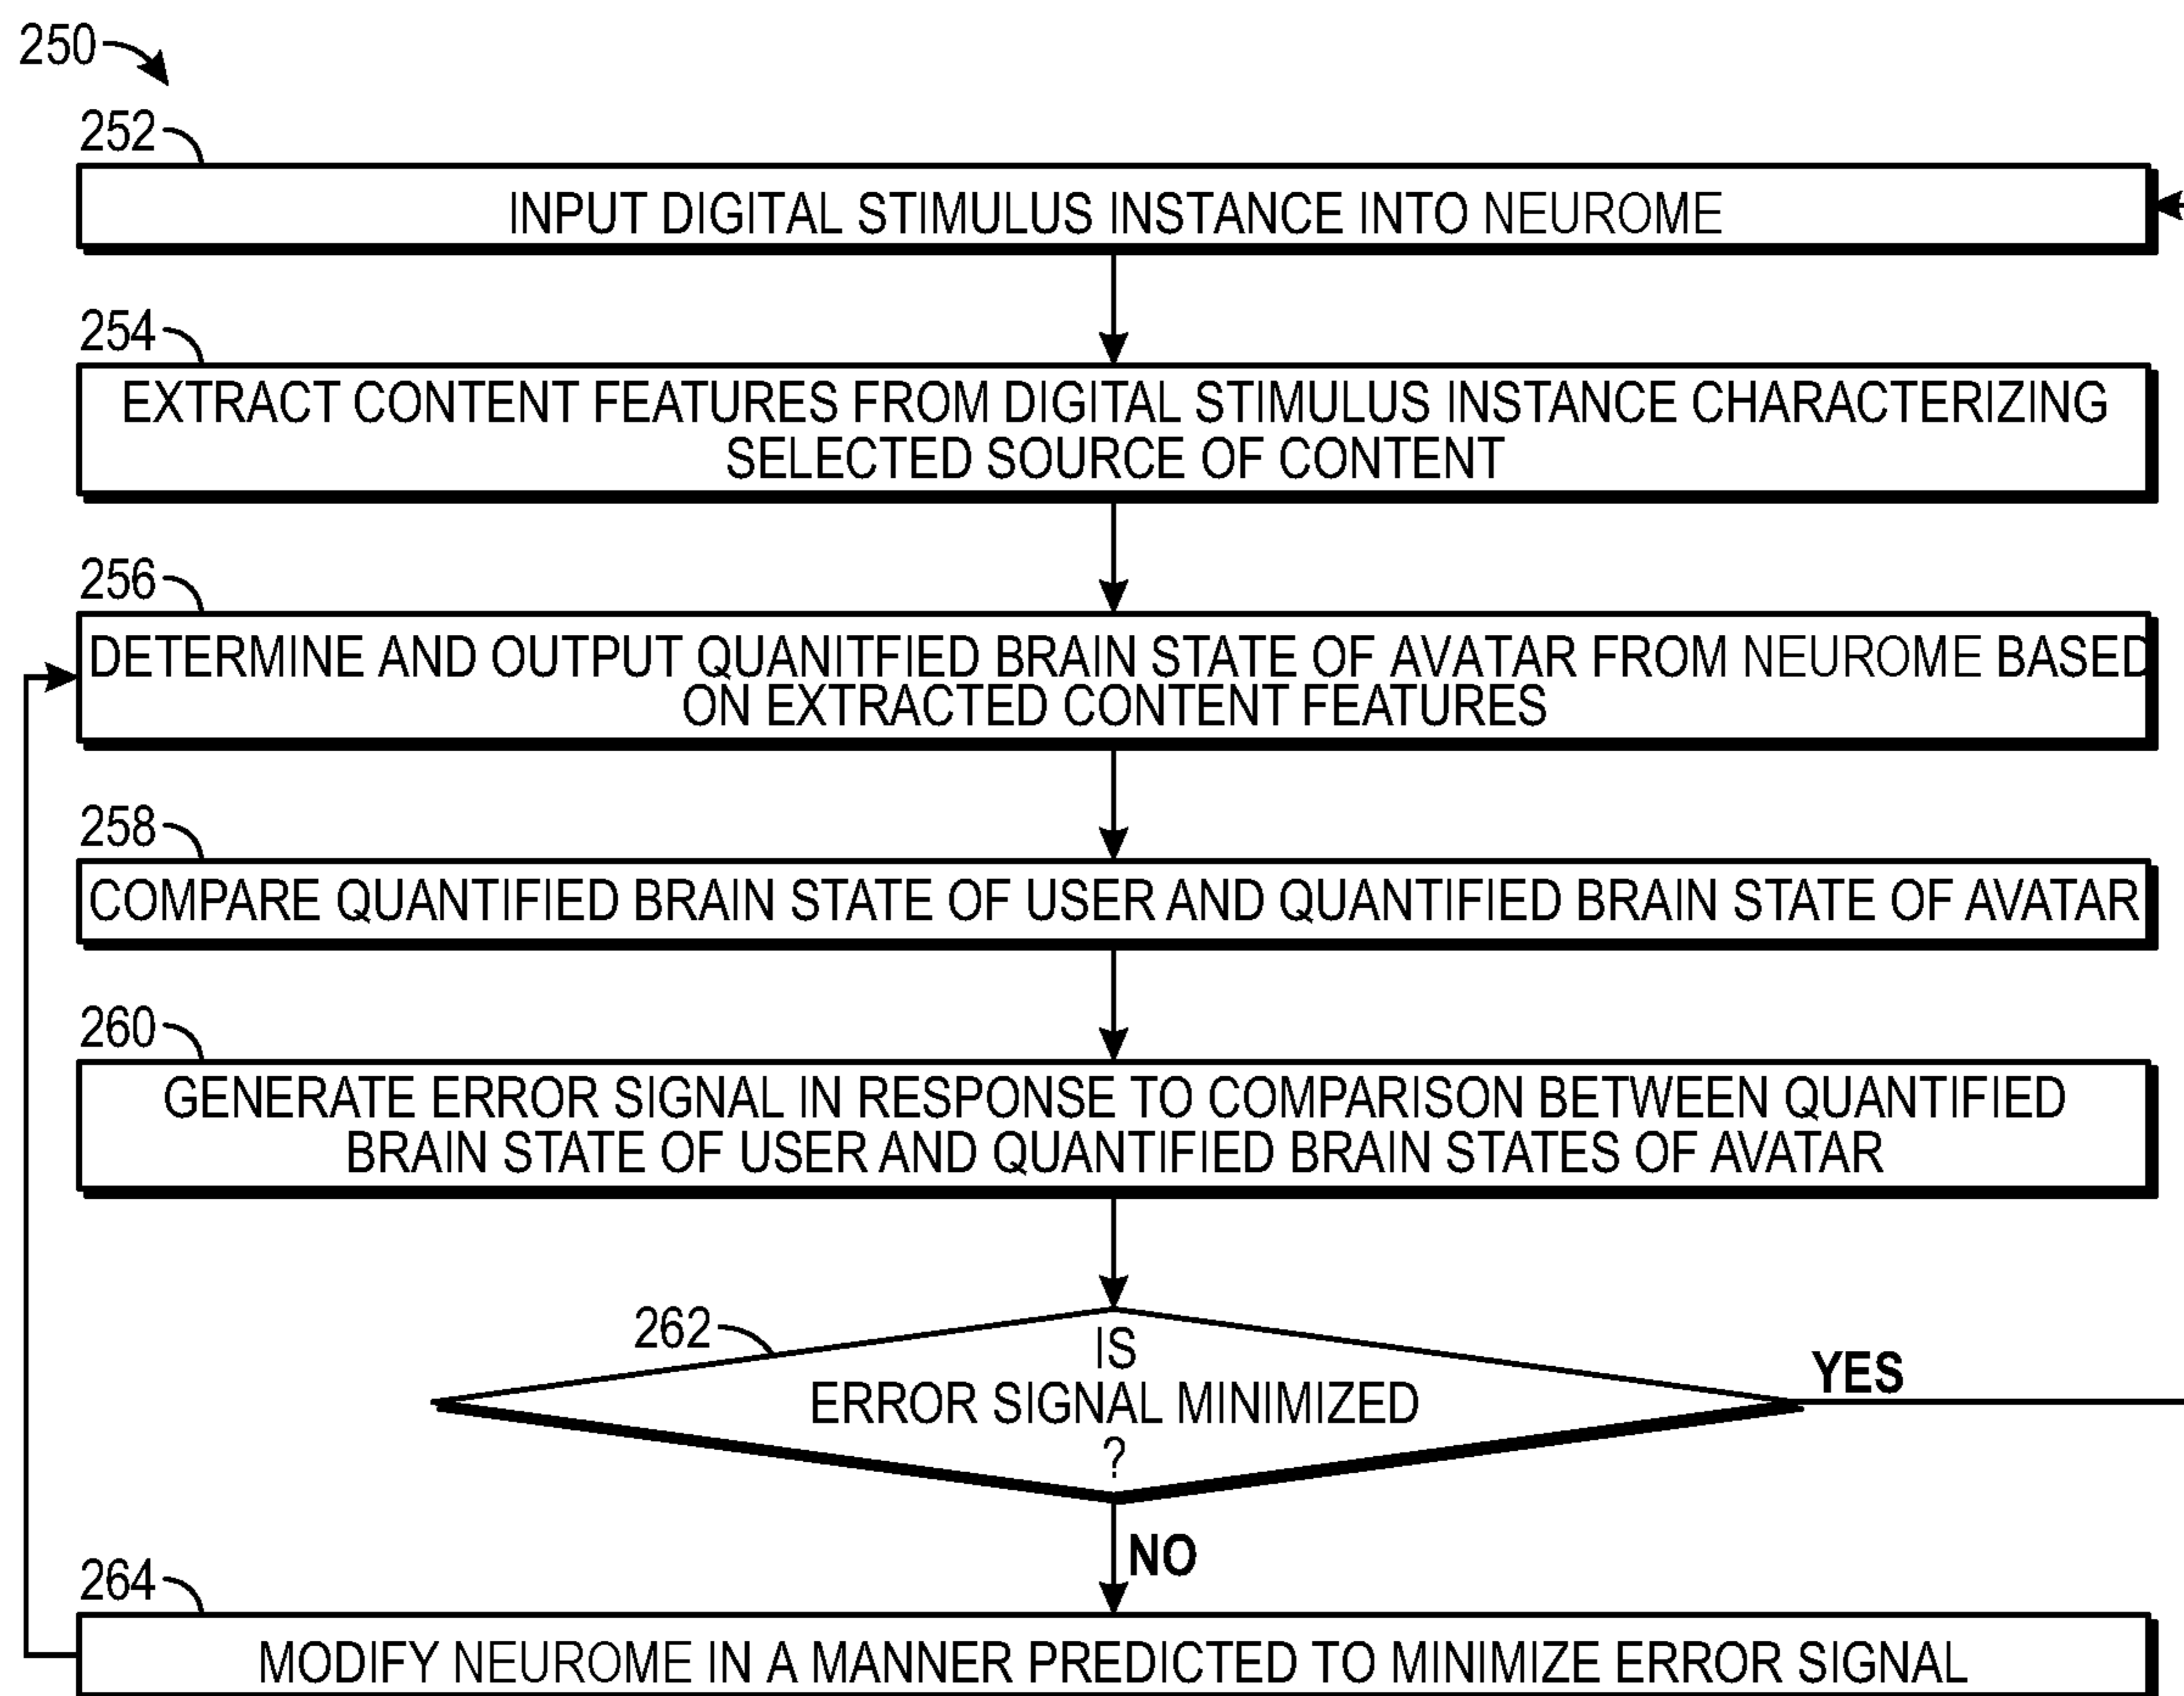 250
252
INPUT DIGITAL STIMULUS INSTANCE INTO NEUROME
254
EXTRACT CONTENT FEATURES FROM DIGITAL STIMULUS INSTANCE CHARACTERIZING
SELECTED SOURCE OF CONTENT
256
DETERMINE AND OUTPUT QUANITFIED BRAIN STATE OF AVATAR FROM NEUROME BASED
ON EXTRACTED CONTENT FEATURES
258
COMPARE QUANTIFIED BRAIN STATE OF USER AND QUANTIFIED BRAIN STATE OF AVATAR
260
GENERATE ERROR SIGNAL IN RESPONSE TO COMPARISON BETWEEN QUANTIFIED
BRAIN STATE OF USER AND QUANTIFIED BRAIN STATES OF AVATAR
262
IS
ERROR SIGNAL MINIMIZED
?
YES
NO
264
MODIFY NEUROME IN A MANNER PREDICTED TO MINIMIZE ERROR SIGNAL